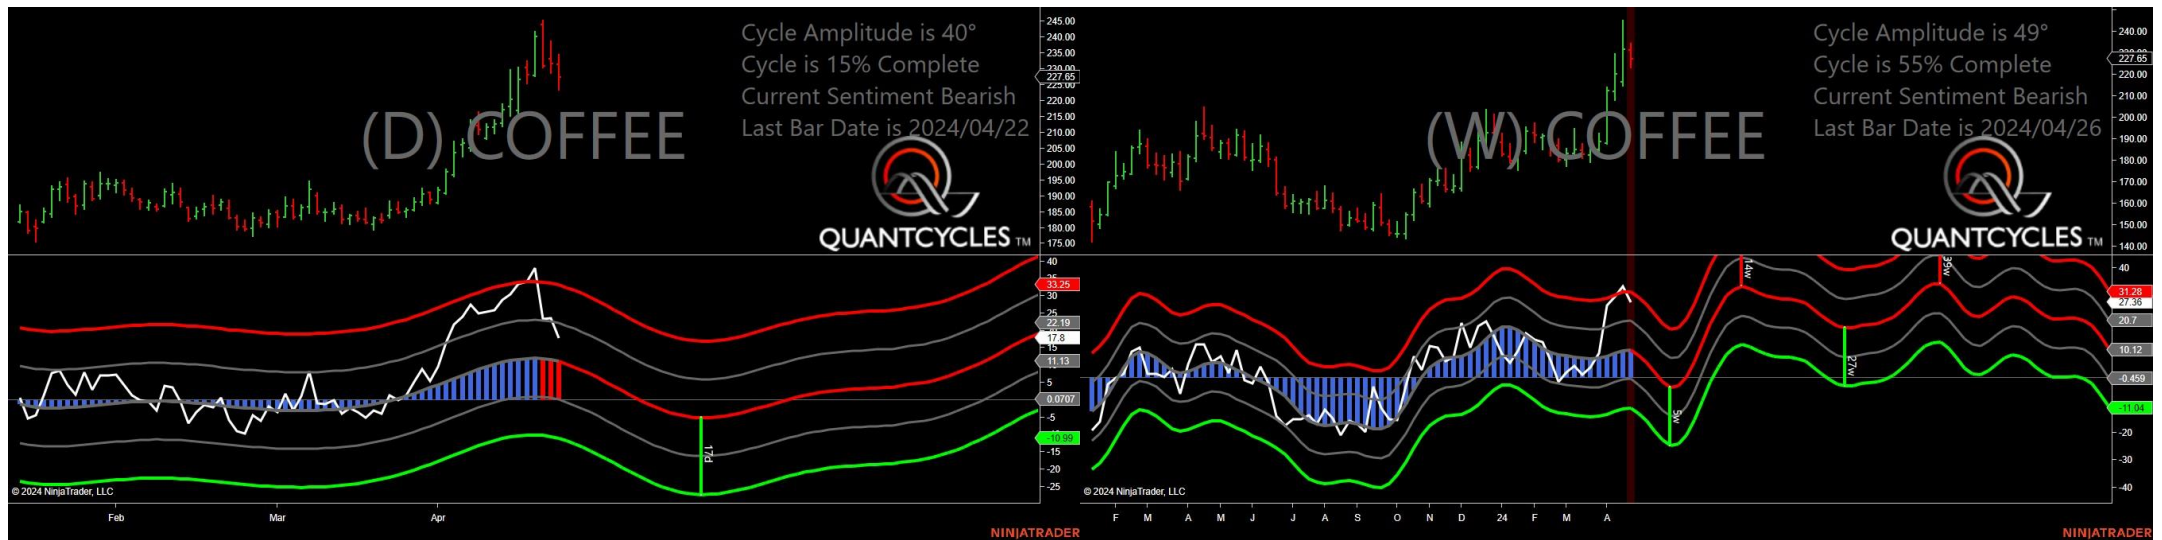 Cycle Amplitude is 40°
Cycle is 15% Complete
Current Sentiment Bearish
Last Bar Date is 2024/04/22
(D) COFFEE
QUANTCYCLES TM
245.00
240.00
235.00
230.00
227.65
225.00
220.00
215.00
210.00
205.00
200.00
195.00
190.00
185.00
180.00
175.00
40
33.25
30
25
22.19
17.8
15
11.13
5
0.0707
-5
-10.99
-15
-20
-25
17d
© 2024 NinjaTrader, LLC
Feb
Mar
Apr
NINJATRADER
Cycle Amplitude is 49°
Cycle is 55% Complete
Current Sentiment Bearish
Last Bar Date is 2024/04/26
(W) COFFEE
QUANTCYCLES TM
240.00
227.65
220.00
210.00
200.00
190.00
180.00
170.00
160.00
150.00
140.00
14w
39w
40
31.28
27.36
20.7
10.12
-0.459
-11.04
-20
-30
-40
27w
5w
© 2024 NinjaTrader, LLC
F M A M J J A S O N D 24 F M A
NINJATRADER